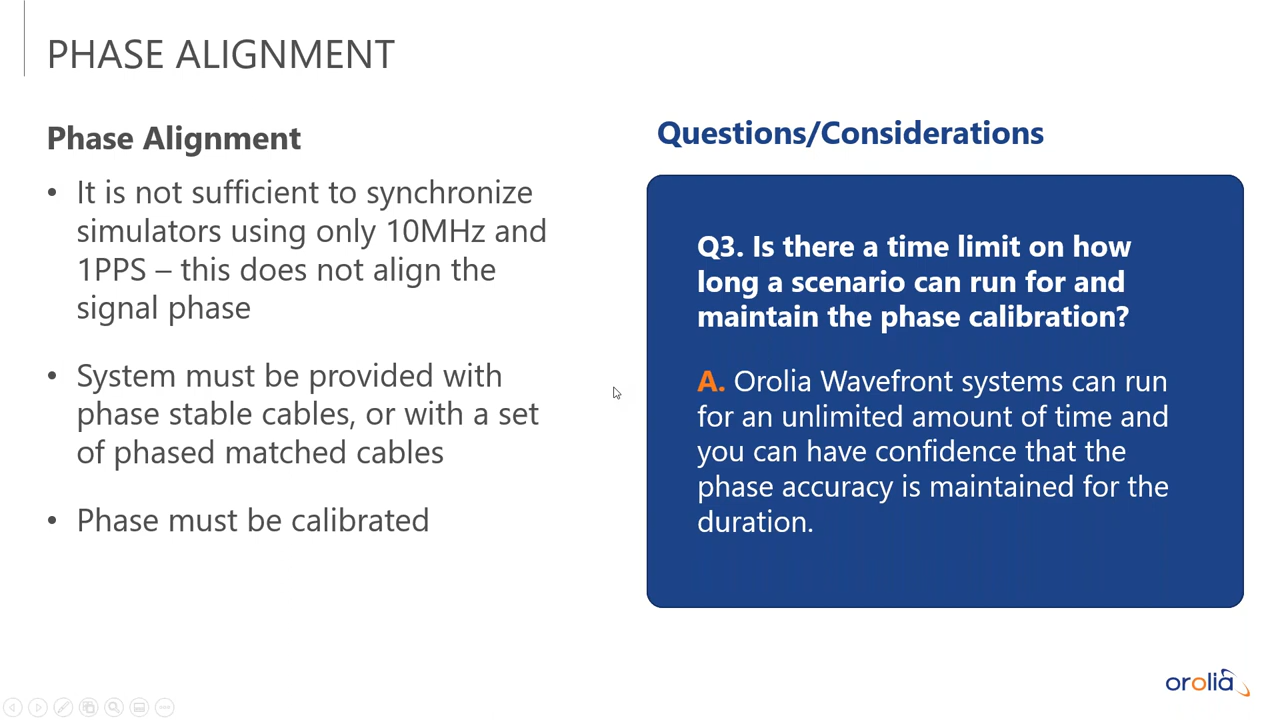 PHASE ALIGNMENT
Phase Alignment
• It is not sufficient to synchronize
simulators using only 10MHz and
1PPS – this does not align the
signal phase
• System must be provided with
phase stable cables, or with a set
of phased matched cables
• Phase must be calibrated
Questions/Considerations
Q3. Is there a time limit on how
long a scenario can run for and
maintain the phase calibration?
A. Orolia Wavefront systems can run
for an unlimited amount of time and
you can have confidence that the
phase accuracy is maintained for the
duration.
orolia